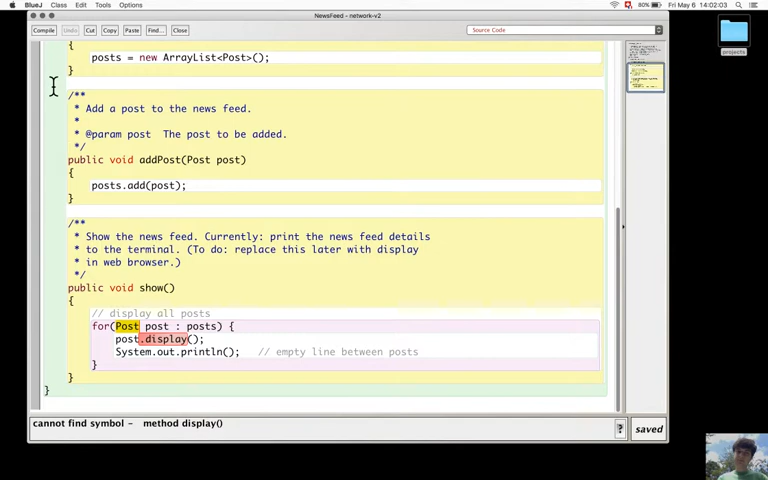 BlueJ Class Edit Tools Options 80% Fri May 6 14:02:03
NewsFeed - network-v2
Compile Undo Cut Copy Paste Find... Close Source Code
{
posts = new ArrayList<Post>();
}
/**
* Add a post to the news feed.
*
* @param post The post to be added.
*/
public void addPost(Post post)
{
posts.add(post);
}
/**
* Show the news feed. Currently: print the news feed details
* to the terminal. (To do: replace this later with display
* in web browser.)
*/
public void show()
{
// display all posts
for(Post post : posts) {
post.display();
System.out.println(); // empty line between posts
}
}
}
cannot find symbol - method display()
? saved
projects